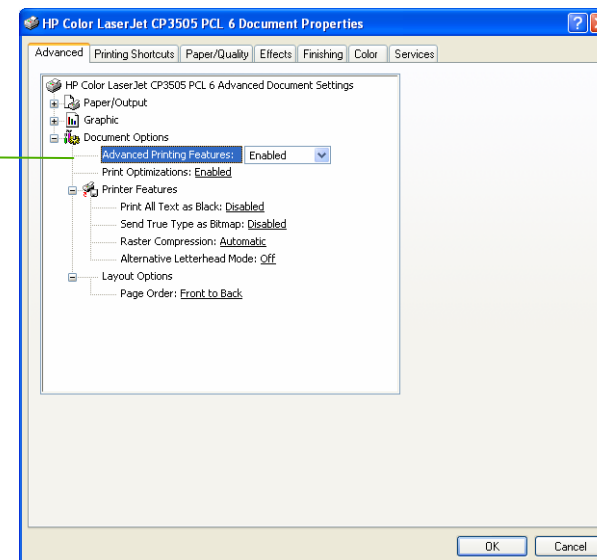 HP Color LaserJet CP3505 PCL 6 Document Properties
Advanced Printing Shortcuts Paper/Quality Effects Finishing Color Services
HP Color LaserJet CP3505 PCL 6 Advanced Document Settings
Paper/Output
Graphic
Document Options
Advanced Printing Features: Enabled
Print Optimizations: Enabled
Printer Features
Print All Text as Black: Disabled
Send True Type as Bitmap: Disabled
Raster Compression: Automatic
Alternative Letterhead Mode: Off
Layout Options
Page Order: Front to Back
OK Cancel